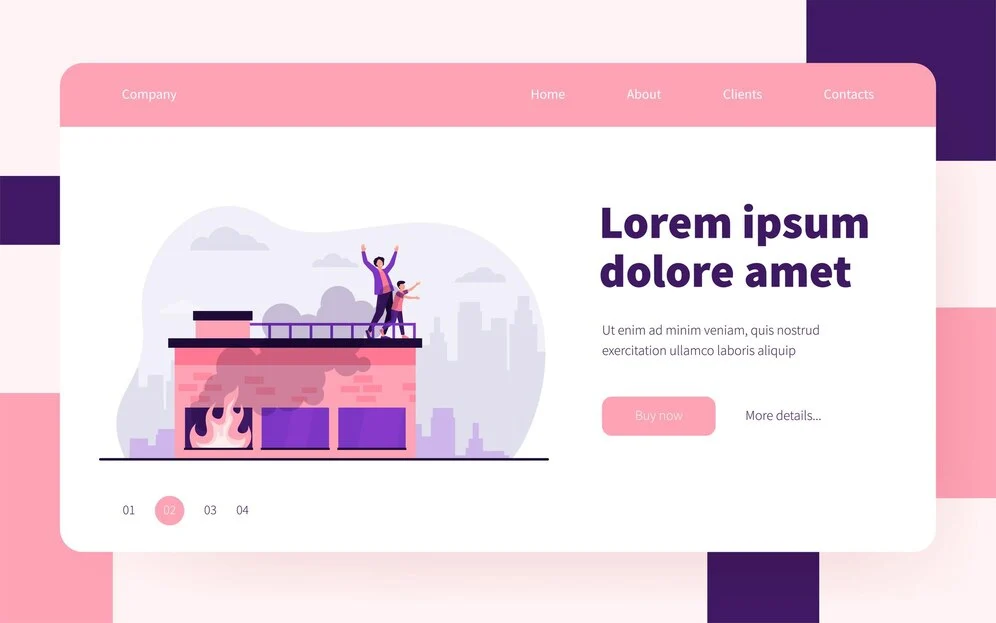 Company Home About Clients Contacts
Lorem ipsum
dolore amet
Ut enim ad minim veniam, quis nostrud
exercitation ullamco laboris aliquip
Buy now More details...
01 02 03 04